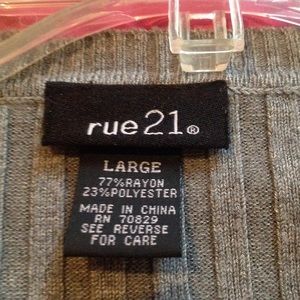 rue21®
LARGE
77%RAYON
23%POLYESTER
MADE IN CHINA
RN 70829
SEE REVERSE
FOR CARE